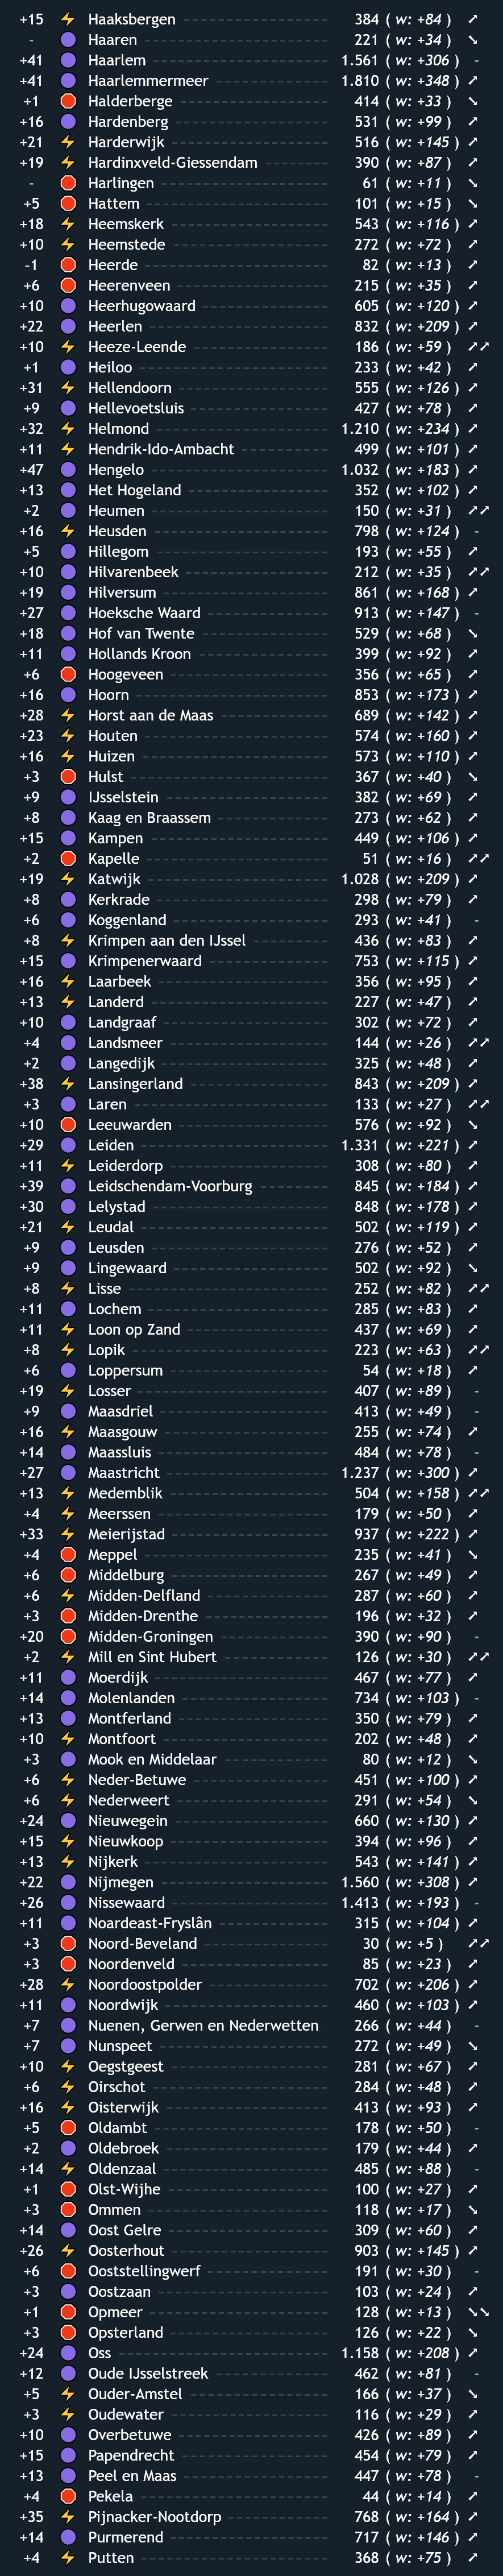 +15 Haaksbergen 384 ( w: +84 )
- Haaren 221 ( w: +34 )
+41 Haarlem 1.561 ( w: +306 ) -
+41 Haarlemmermeer 1.810 ( w: +348 )
+1 Halderberge 414 ( w: +33 )
+16 Hardenberg 531 ( w: +99 )
+21 Harderwijk 516 ( w: +145 )
+19 Hardinxveld-Giessendam 390 ( w: +87 )
- Harlingen 61 ( w: +11 )
+5 Hattem 101 ( w: +15 )
+18 Heemskerk 543 ( w: +116 )
+10 Heemstede 272 ( w: +72 )
-1 Heerde 82 ( w: +13 )
+6 Heerenveen 215 ( w: +35 )
+10 Heerhugowaard 605 ( w: +120 )
+22 Heerlen 832 ( w: +209 )
+10 Heeze-Leende 186 ( w: +59 )
+1 Heiloo 233 ( w: +42 )
+31 Hellendoorn 555 ( w: +126 )
+9 Hellevoetsluis 427 ( w: +78 )
+32 Helmond 1.210 ( w: +234 )
+11 Hendrik-Ido-Ambacht 499 ( w: +101 )
+47 Hengelo 1.032 ( w: +183 )
+13 Het Hogeland 352 ( w: +102 )
+2 Heumen 150 ( w: +31 )
+16 Heusden 798 ( w: +124 ) -
+5 Hillegom 193 ( w: +55 )
+10 Hilvarenbeek 212 ( w: +35 )
+19 Hilversum 861 ( w: +168 )
+27 Hoeksche Waard 913 ( w: +147 ) -
+18 Hof van Twente 529 ( w: +68 )
+11 Hollands Kroon 399 ( w: +92 )
+6 Hoogeveen 356 ( w: +65 )
+16 Hoorn 853 ( w: +173 )
+28 Horst aan de Maas 689 ( w: +142 )
+23 Houten 574 ( w: +160 )
+16 Huizen 573 ( w: +110 )
+3 Hulst 367 ( w: +40 )
+9 IJsselstein 382 ( w: +69 )
+8 Kaag en Braassem 273 ( w: +62 )
+15 Kampen 449 ( w: +106 )
+2 Kapelle 51 ( w: +16 )
+19 Katwijk 1.028 ( w: +209 )
+8 Kerkrade 298 ( w: +79 )
+6 Koggenland 293 ( w: +41 ) -
+8 Krimpen aan den IJssel 436 ( w: +83 )
+15 Krimpenerwaard 753 ( w: +115 )
+16 Laarbeek 356 ( w: +95 )
+13 Landerd 227 ( w: +47 )
+10 Landgraaf 302 ( w: +72 )
+4 Landsmeer 144 ( w: +26 )
+2 Langedijk 325 ( w: +48 )
+38 Lansingerland 843 ( w: +209 )
+3 Laren 133 ( w: +27 )
+10 Leeuwarden 576 ( w: +92 )
+29 Leiden 1.331 ( w: +221 )
+11 Leiderdorp 308 ( w: +80 )
+39 Leidschendam-Voorburg 845 ( w: +184 )
+30 Lelystad 848 ( w: +178 )
+21 Leudal 502 ( w: +119 )
+9 Leusden 276 ( w: +52 )
+9 Lingewaard 502 ( w: +92 )
+8 Lisse 252 ( w: +82 )
+11 Lochem 285 ( w: +83 )
+11 Loon op Zand 437 ( w: +69 )
+8 Lopik 223 ( w: +63 )
+6 Loppersum 54 ( w: +18 )
+19 Losser 407 ( w: +89 ) -
+9 Maasdriel 413 ( w: +49 ) -
+16 Maasgouw 255 ( w: +74 )
+14 Maassluis 484 ( w: +78 ) -
+27 Maastricht 1.237 ( w: +300 )
+13 Medemblik 504 ( w: +158 )
+4 Meerssen 179 ( w: +50 )
+33 Meierijstad 937 ( w: +222 )
+4 Meppel 235 ( w: +41 )
+6 Middelburg 267 ( w: +49 )
+6 Midden-Delfland 287 ( w: +60 )
+3 Midden-Drenthe 196 ( w: +32 )
+20 Midden-Groningen 390 ( w: +90 ) -
+2 Mill en Sint Hubert 126 ( w: +30 )
+11 Moerdijk 467 ( w: +77 )
+14 Molenlanden 734 ( w: +103 ) -
+13 Montferland 350 ( w: +79 )
+10 Montfoort 202 ( w: +48 )
+3 Mook en Middelaar 80 ( w: +12 )
+6 Neder-Betuwe 451 ( w: +100 )
+6 Nederweert 291 ( w: +54 )
+24 Nieuwegein 660 ( w: +130 )
+15 Nieuwkoop 394 ( w: +96 )
+13 Nijkerk 543 ( w: +141 )
+22 Nijmegen 1.560 ( w: +308 )
+26 Nissewaard 1.413 ( w: +193 ) -
+11 Noardeast-Fryslân 315 ( w: +104 )
+3 Noord-Beveland 30 ( w: +5 )
+3 Noordenveld 85 ( w: +23 )
+28 Noordoostpolder 702 ( w: +206 )
+11 Noordwijk 460 ( w: +103 )
+7 Nuenen, Gerwen en Nederwetten 266 ( w: +44 ) -
+7 Nunspeet 272 ( w: +49 )
+10 Oegstgeest 281 ( w: +67 )
+6 Oirschot 284 ( w: +48 )
+16 Oisterwijk 413 ( w: +93 )
+5 Oldambt 178 ( w: +50 ) -
+2 Oldebroek 179 ( w: +44 )
+14 Oldenzaal 485 ( w: +88 ) -
+1 Olst-Wijhe 100 ( w: +27 )
+3 Ommen 118 ( w: +17 )
+14 Oost Gelre 309 ( w: +60 )
+26 Oosterhout 903 ( w: +145 )
+6 Ooststellingwerf 191 ( w: +30 ) -
+3 Oostzaan 103 ( w: +24 )
+1 Opmeer 128 ( w: +13 )
+3 Opsterland 126 ( w: +22 )
+24 Oss 1.158 ( w: +208 )
+12 Oude IJsselstreek 462 ( w: +81 ) -
+5 Ouder-Amstel 166 ( w: +37 )
+3 Oudewater 116 ( w: +29 )
+10 Overbetuwe 426 ( w: +89 )
+15 Papendrecht 454 ( w: +79 )
+13 Peel en Maas 447 ( w: +78 ) -
+4 Pekela 44 ( w: +14 )
+35 Pijnacker-Nootdorp 768 ( w: +164 )
+14 Purmerend 717 ( w: +146 )
+4 Putten 368 ( w: +75 )